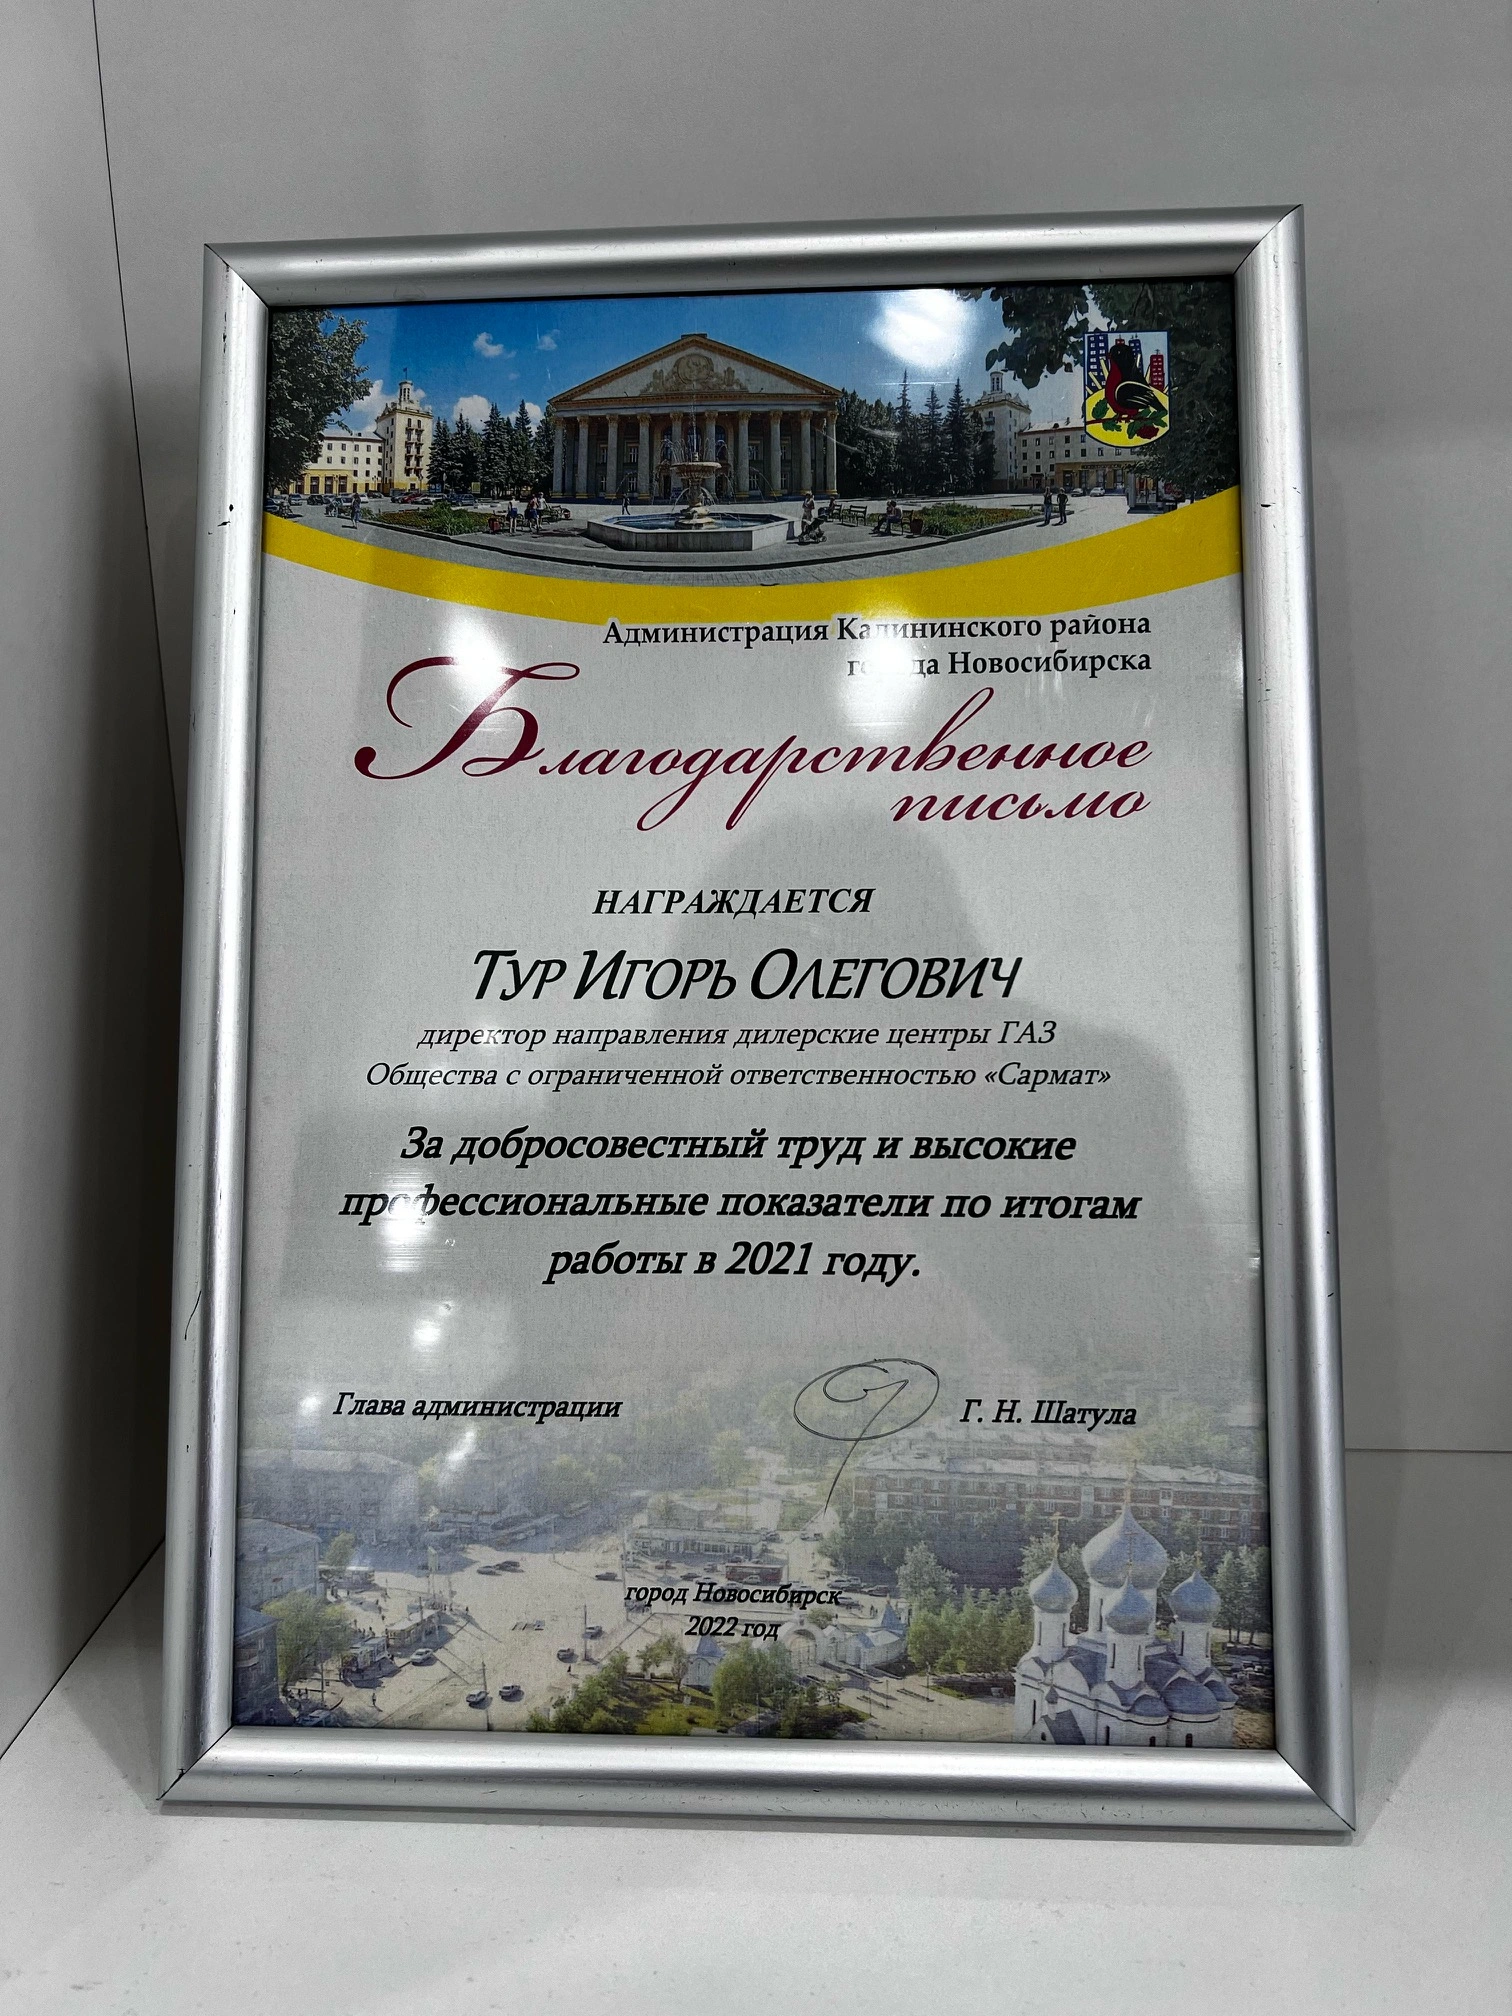 Администрация Калининского района
города Новосибирска
Благодарственное
письмо
НАГРАЖДАЕТСЯ
ТУР ИГОРЬ ОЛЕГОВИЧ
директор направления дилерские центры ГАЗ
Общества с ограниченной ответственностью «Сармат»
За добросовестный труд и высокие
профессиональные показатели по итогам
работы в 2021 году.
Глава администрации Г. Н. Шатула
город Новосибирск
2022 год